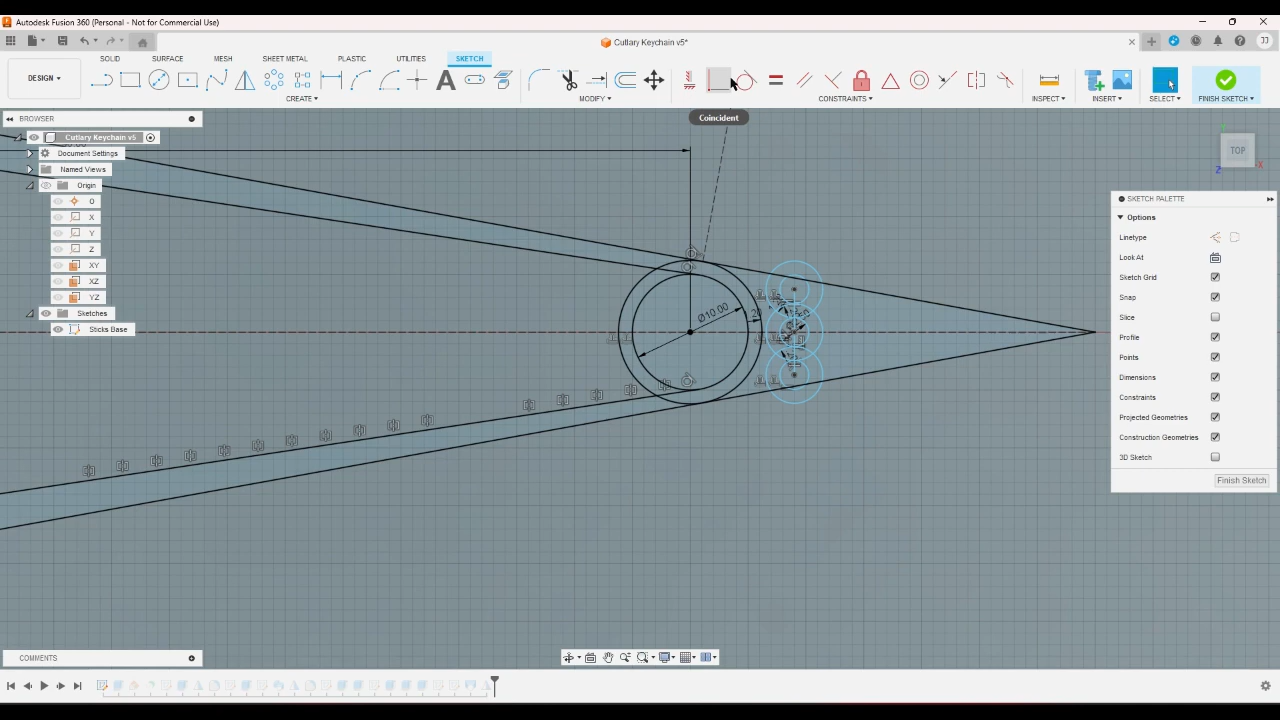 Autodesk Fusion 360 (Personal - Not for Commercial Use)
Cutlary Keychain v5*
JJ
DESIGN
SOLID
SURFACE
MESH
SHEET METAL
PLASTIC
UTILITIES
SKETCH
CREATE
MODIFY
CONSTRAINTS
INSPECT
INSERT
SELECT
FINISH SKETCH
Coincident
BROWSER
Cutlary Keychain v5
Document Settings
Named Views
Origin
O
X
Y
Z
XY
XZ
YZ
Sketches
Sticks Base
Ø10.00
TOP
Y
X
Z
SKETCH PALETTE
Options
Linetype
Look At
Sketch Grid
Snap
Slice
Profile
Points
Dimensions
Constraints
Projected Geometries
Construction Geometries
3D Sketch
Finish Sketch
COMMENTS